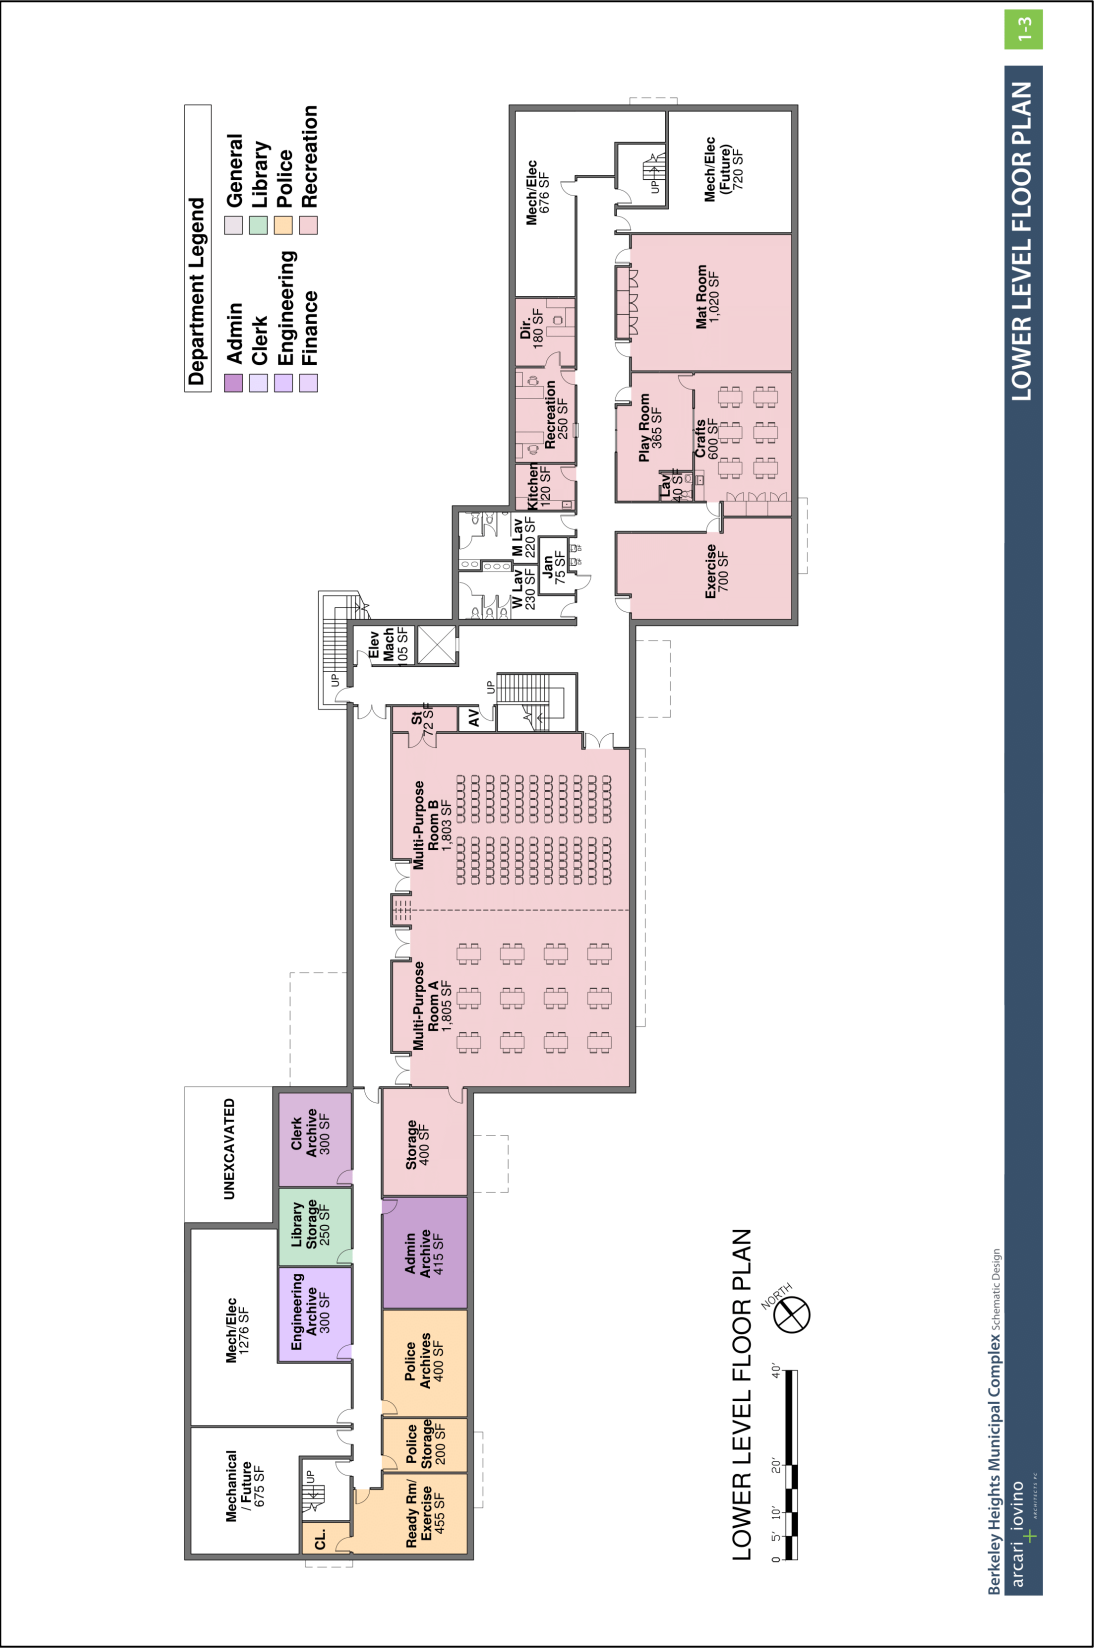 Department Legend
Admin
Clerk
Engineering
Finance
General
Library
Police
Recreation
UNEXCAVATED
Mech/Elec
1276 SF
Mechanical
/ Future
675 SF
Clerk
Archive
300 SF
Library
Storage
250 SF
Engineering
Archive
300 SF
UP
CL.
Ready Rm/
Exercise
455 SF
Police
Storage
200 SF
Police
Archives
400 SF
Admin
Archive
415 SF
Storage
400 SF
Multi-Purpose
Room A
1,805 SF
Multi-Purpose
Room B
1,803 SF
St
72 SF
AV
UP
UP
Elev
Mach
105 SF
W Lav
230 SF
M Lav
220 SF
Jan
75 SF
Kitchen
120 SF
Recreation
250 SF
Dir.
180 SF
Mech/Elec
676 SF
UP
Mech/Elec
(Future)
720 SF
Mat Room
1,020 SF
Play Room
365 SF
Lav
40 SF
Crafts
600 SF
Exercise
700 SF
LOWER LEVEL FLOOR PLAN
NORTH
0 5' 10' 20' 40'
Berkeley Heights Municipal Complex Schematic Design
arcari + iovino
ARCHITECTS PC
LOWER LEVEL FLOOR PLAN
1-3